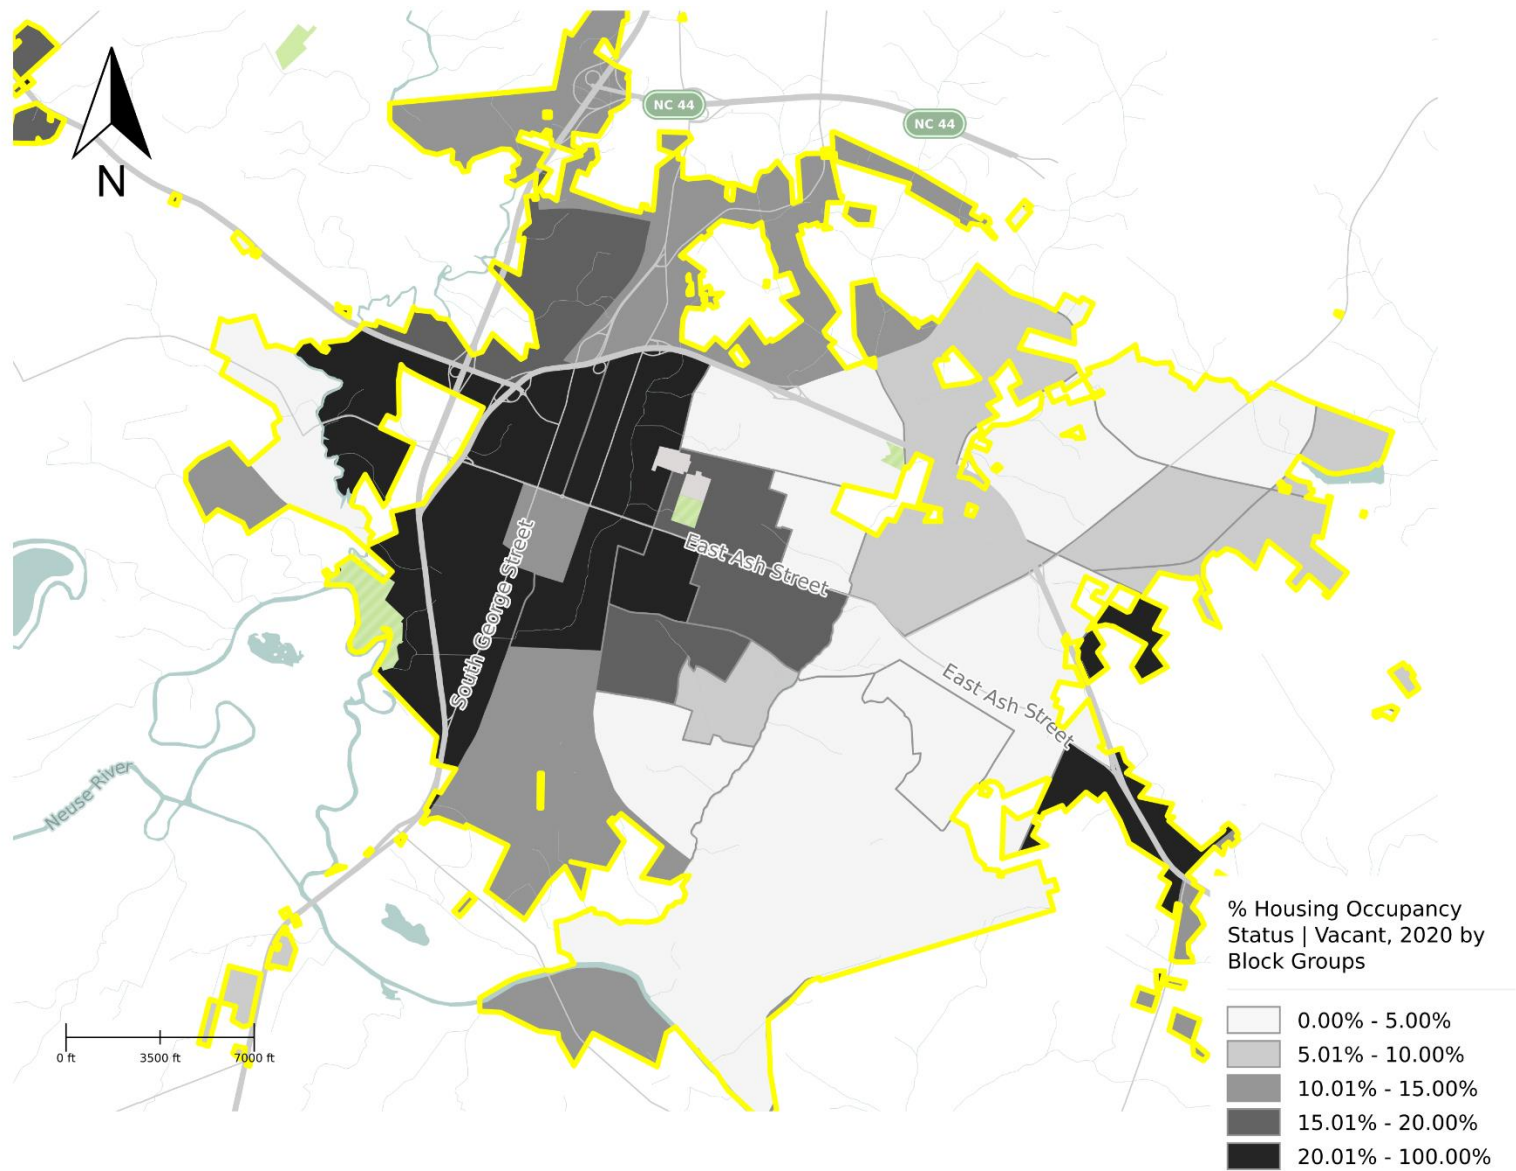 NC 44
NC 44
N
East Ash Street
South George Street
East Ash Street
Neuse River
% Housing Occupancy
Status | Vacant, 2020 by
Block Groups
0.00% - 5.00%
5.01% - 10.00%
10.01% - 15.00%
15.01% - 20.00%
20.01% - 100.00%
0 ft 3500 ft 7000 ft